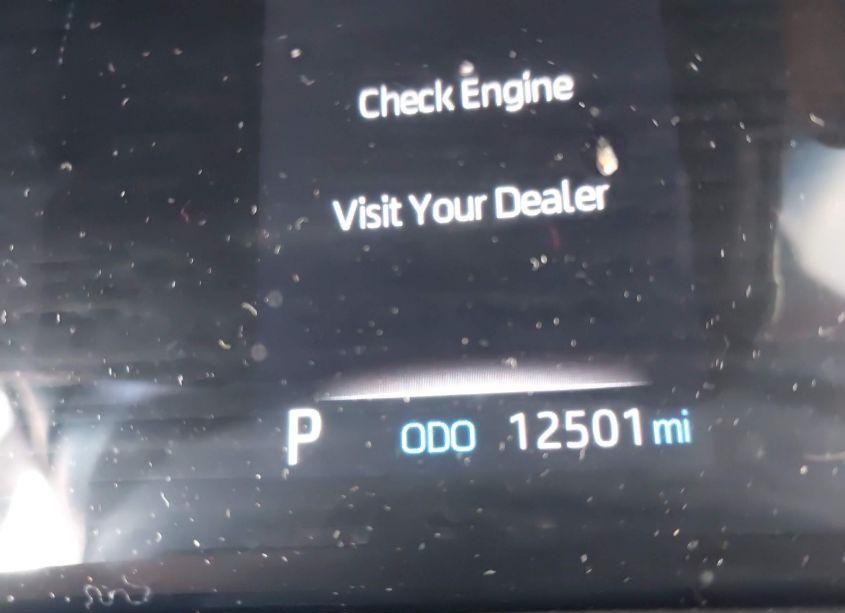 Check Engine
Visit Your Dealer
P ODO 12501 mi